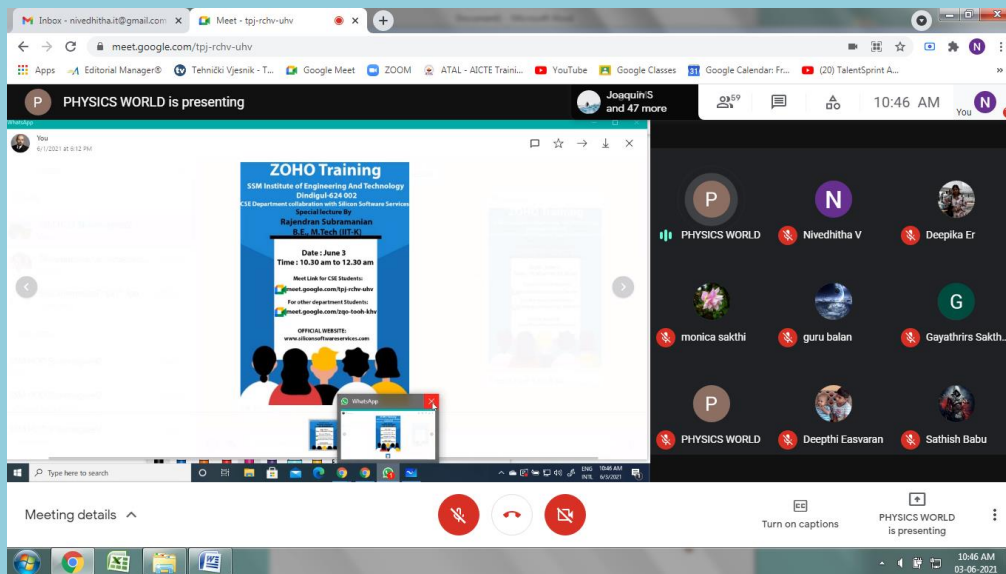 Inbox - nivedhitha.it@gmail.com
Meet - tpj-rchv-uhv
meet.google.com/tpj-rchv-uhv
N
Apps
Editorial Manager®
Tehnički Vjesnik - T...
Google Meet
ZOOM
ATAL - AICTE Traini...
YouTube
Google Classes
Google Calendar: Fr...
(20) TalentSprint A...
P
PHYSICS WORLD is presenting
Joaquin S
and 47 more
59
10:46 AM
You
N
WhatsApp
You
6/1/2021 at 6:12 PM
ZOHO Training
SSM Institute of Engineering And Technology
Dindigul-624 002
CSE Department collabration with Silicon Software Services
Special lecture By
Rajendran Subramanian
B.E., M.Tech (IIT-K)
Date : June 3
Time : 10.30 am to 12.30 am
Meet Link for CSE Students:
meet.google.com/tpj-rchv-uhv
For other department Students:
meet.google.com/zqo-tooh-khv
OFFICIAL WEBSITE:
www.siliconsoftwareservices.com
WhatsApp
Type here to search
ENG
INTL
10:46 AM
6/3/2021
P
PHYSICS WORLD
N
Nivedhitha V
Deepika Er
monica sakthi
guru balan
G
Gayathrirs Sakth...
P
PHYSICS WORLD
Deepthi Easvaran
Sathish Babu
Meeting details
CC
Turn on captions
PHYSICS WORLD
is presenting
10:46 AM
03-06-2021